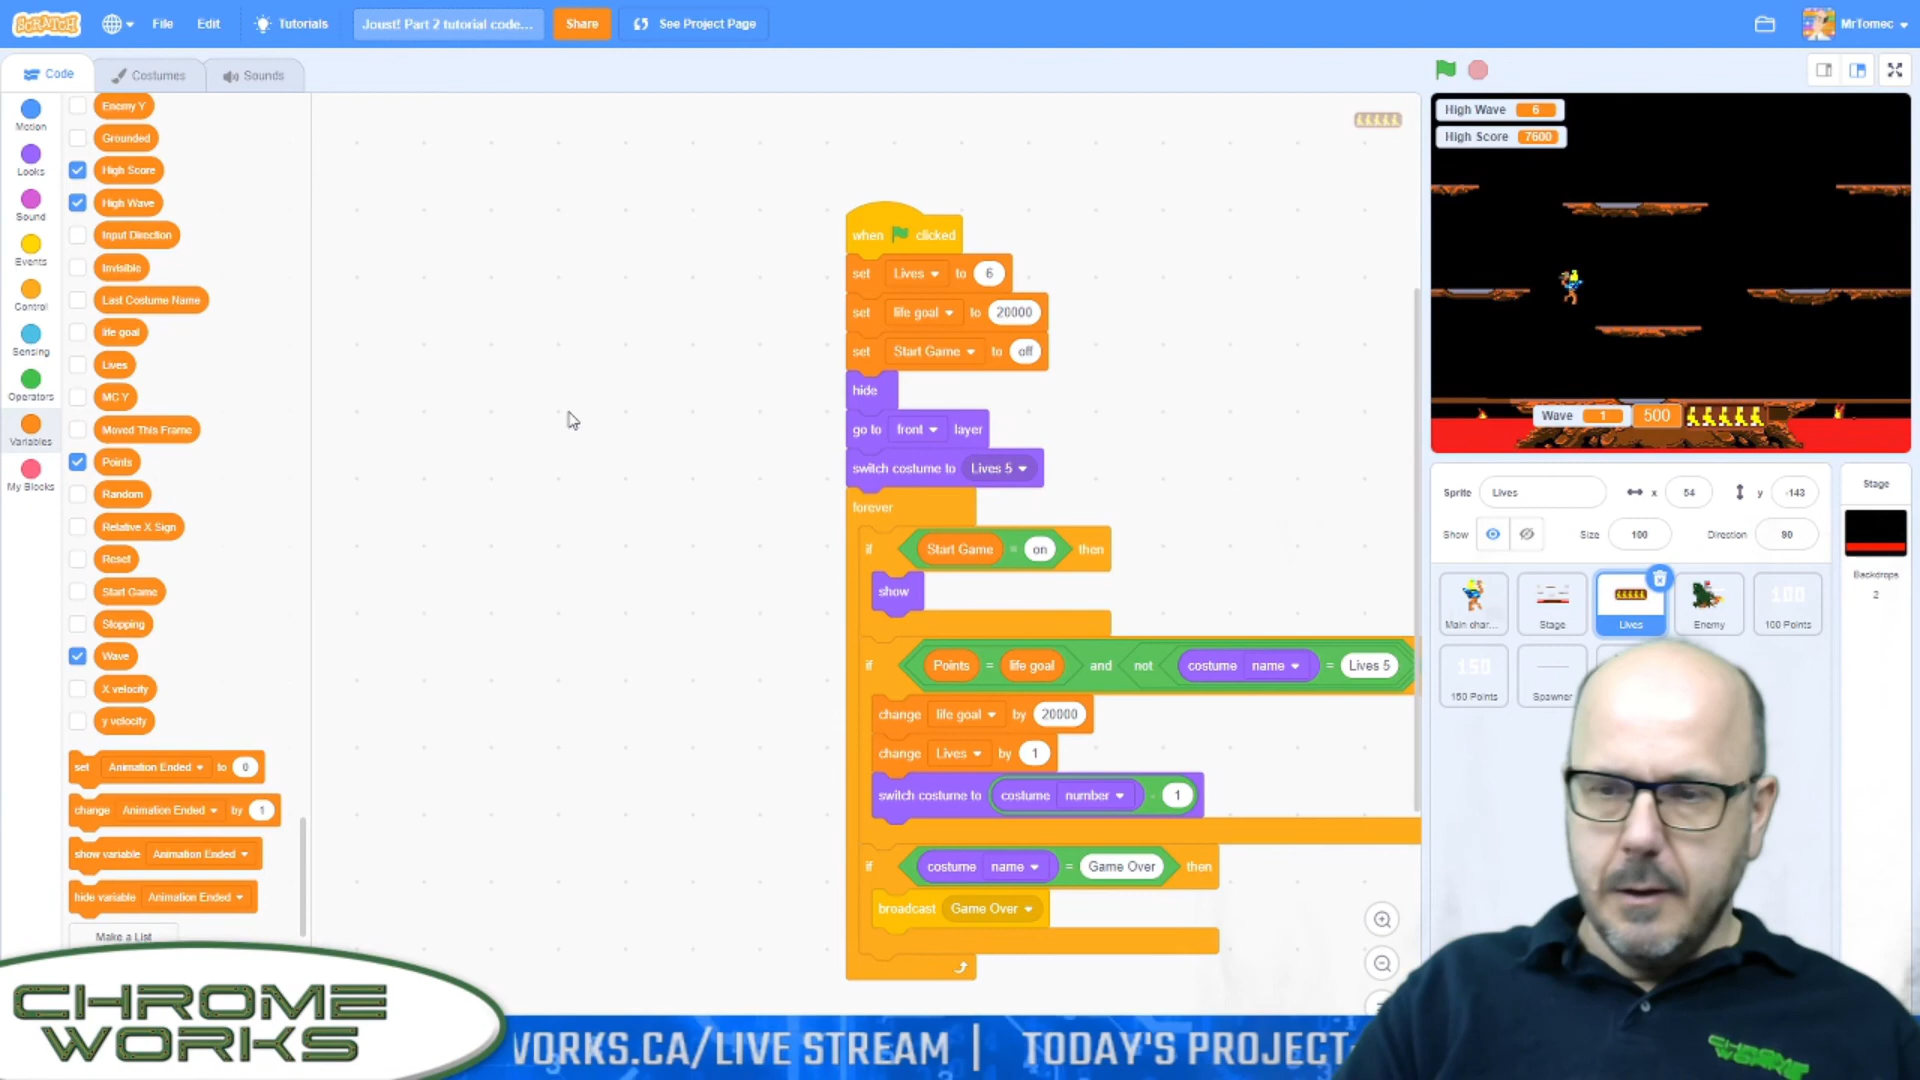 SCRATCH
File
Edit
Tutorials
Joust! Part 2 tutorial code...
Share
See Project Page
MrTomec
Code
Costumes
Sounds
Motion
Looks
Sound
Events
Control
Sensing
Operators
Variables
My Blocks
Enemy Y
Grounded
High Score
High Wave
Input Direction
Invisible
Last Costume Name
life goal
Lives
MC Y
Moved This Frame
Points
Random
Relative X Sign
Reset
Start Game
Stopping
Wave
X velocity
y velocity
set Animation Ended to 0
change Animation Ended by 1
show variable Animation Ended
hide variable Animation Ended
Make a List
when clicked
set Lives to 6
set life goal to 20000
set Start Game to off
hide
go to front layer
switch costume to Lives 5
forever
if Start Game = on then
show
if Points = life goal and not costume name = Lives 5
change life goal by 20000
change Lives by 1
switch costume to costume number - 1
if costume name = Game Over then
broadcast Game Over
High Wave 6
High Score 7600
Wave 1 500
Sprite Lives x 54 y -143
Show Size 100 Direction 90
Main char...
Stage
Lives
Enemy
100
100 Points
150
150 Points
Spawner
Stage
Backdrops
2
CHROME
WORKS
WORKS.CA/LIVE STREAM | TODAY'S PROJECT